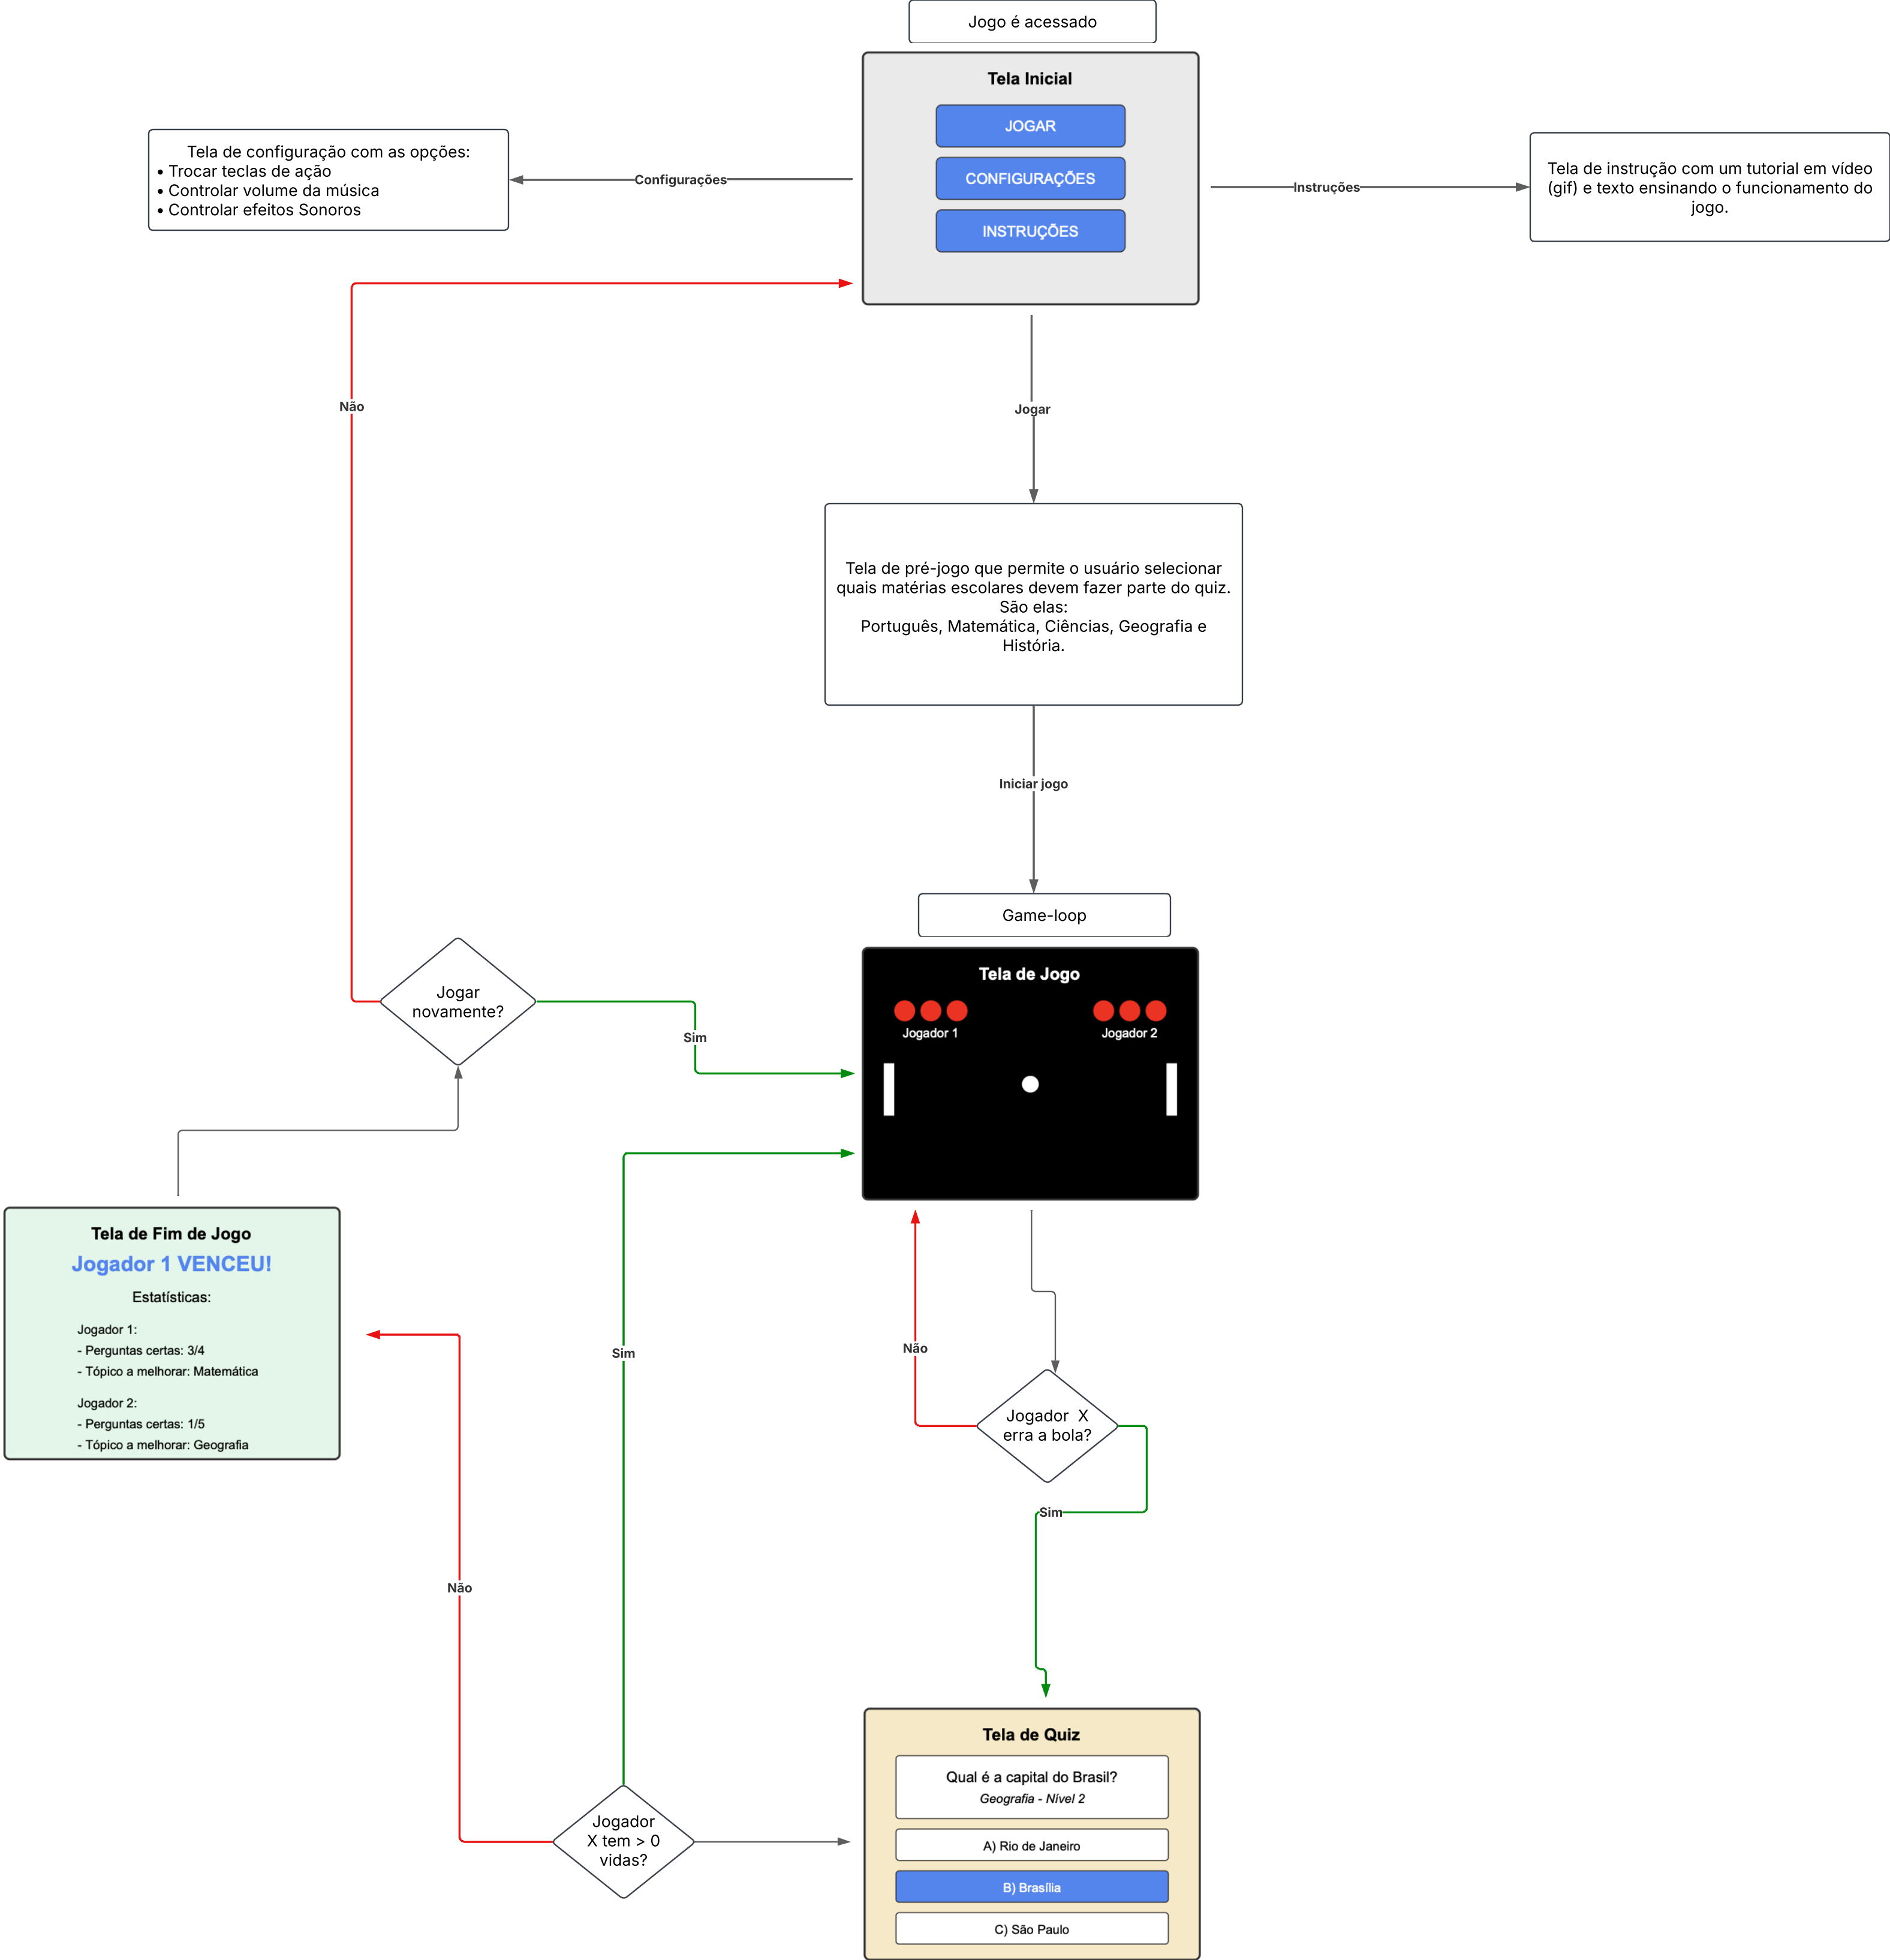 Jogo é acessado
Tela Inicial
JOGAR
CONFIGURAÇÕES
INSTRUÇÕES
Tela de configuração com as opções:
• Trocar teclas de ação
• Controlar volume da música
• Controlar efeitos Sonoros
Configurações
Instruções
Tela de instrução com um tutorial em vídeo
(gif) e texto ensinando o funcionamento do
jogo.
Não
Jogar
Tela de pré-jogo que permite o usuário selecionar
quais matérias escolares devem fazer parte do quiz.
São elas:
Português, Matemática, Ciências, Geografia e
História.
Iniciar jogo
Game-loop
Tela de Jogo
Jogador 1
Jogador 2
Jogar
novamente?
Sim
Tela de Fim de Jogo
Jogador 1 VENCEU!
Estatísticas:
Jogador 1:
- Perguntas certas: 3/4
- Tópico a melhorar: Matemática
Jogador 2:
- Perguntas certas: 1/5
- Tópico a melhorar: Geografia
Sim
Não
Jogador X
erra a bola?
Sim
Não
Tela de Quiz
Qual é a capital do Brasil?
Geografia - Nível 2
A) Rio de Janeiro
B) Brasília
C) São Paulo
Jogador
X tem > 0
vidas?